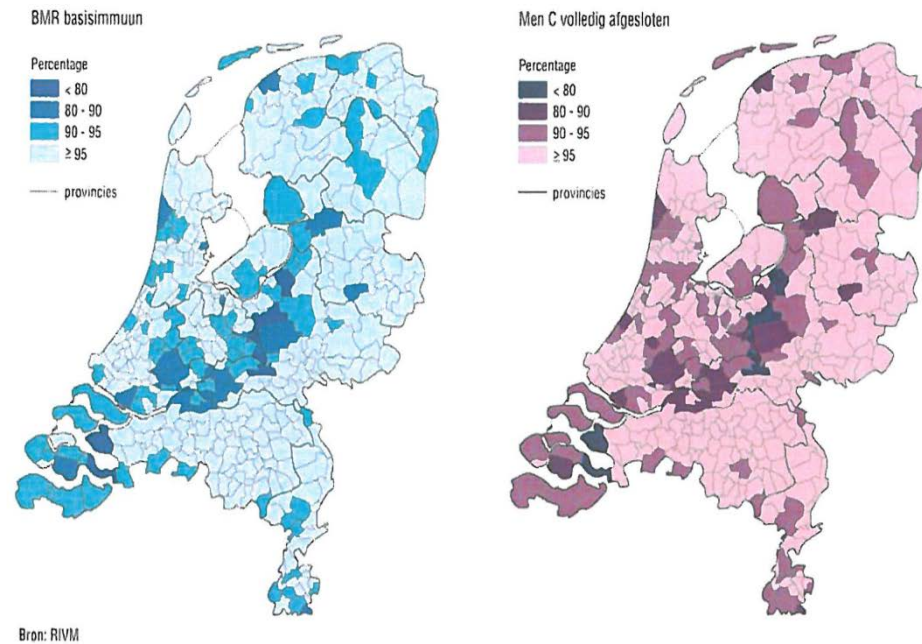 BMR basisimmuun
Percentage
< 80
80 - 90
90 - 95
≥ 95
provincies
Men C volledig afgesloten
Percentage
< 80
80 - 90
90 - 95
≥ 95
provincies
Bron: RIVM